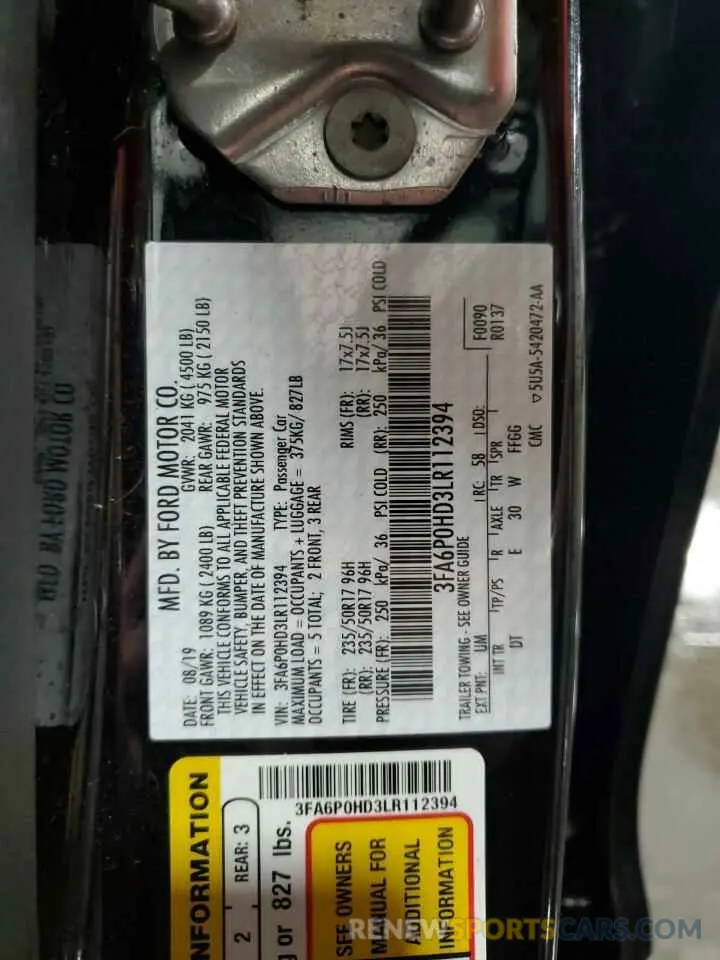 MFD. BY FORD MOTOR CO.
DATE: 08/19 GVWR: 2041 KG ( 4500 LB)
FRONT GAWR: 1089 KG ( 2400 LB) REAR GAWR: 975 KG ( 2150 LB)
THIS VEHICLE CONFORMS TO ALL APPLICABLE FEDERAL MOTOR
VEHICLE SAFETY, BUMPER, AND THEFT PREVENTION STANDARDS
IN EFFECT ON THE DATE OF MANUFACTURE SHOWN ABOVE.
VIN: 3FA6P0HD3LR112394 TYPE: Passenger Car
MAXIMUM LOAD = OCCUPANTS + LUGGAGE = 375KG/ 827LB
OCCUPANTS = 5 TOTAL; 2 FRONT, 3 REAR
TIRE (FR): 235/50R17 96H RIMS (FR): 17x7.5J
(RR): 235/50R17 96H (RR): 17x7.5J
PRESSURE (FR): 250 kPa/ 36 PSI COLD (RR): 250 kPa/ 36 PSI COLD
3FA6P0HD3LR112394
TRAILER TOWING - SEE OWNER GUIDE
EXT PNT: UM RC: 58 DSO: F0090
INT TR TP/PS R AXLE TR SPR R0137
DT E 30 W FFGG
CMC ▽5U5A-5420472-AA
NFORMATION
2 REAR: 3
g or 827 lbs.
3FA6P0HD3LR112394
SEE OWNERS
MANUAL FOR
ADDITIONAL
INFORMATION
RENEWSPORTSCARS.COM